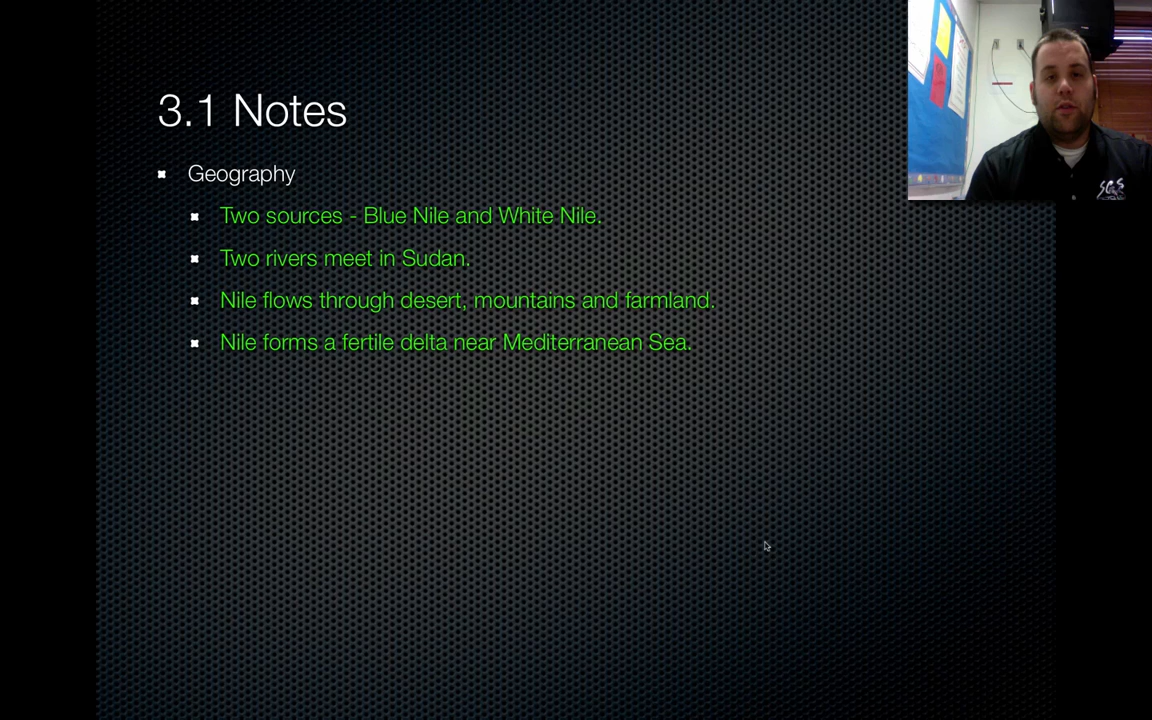 3.1 Notes
Geography
Two sources - Blue Nile and White Nile.
Two rivers meet in Sudan.
Nile flows through desert, mountains and farmland.
Nile forms a fertile delta near Mediterranean Sea.